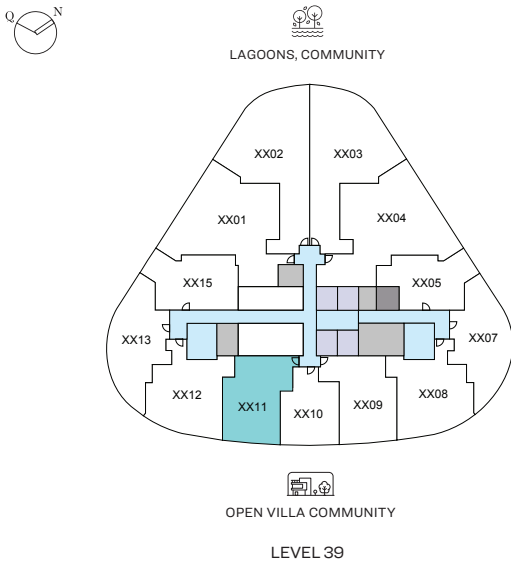 Q N
LAGOONS, COMMUNITY
XX02 XX03
XX01 XX04
XX15 XX05
XX13 XX07
XX12 XX11 XX10 XX09 XX08
OPEN VILLA COMMUNITY
LEVEL 39